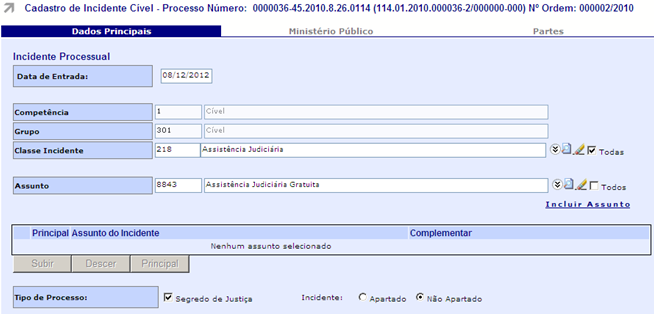 Cadastro de Incidente Cível - Processo Número: 0000036-45.2010.8.26.0114 (114.01.2010.000036-2/000000-000) Nº Ordem: 000002/2010
Dados Principais Ministério Público Partes
Incidente Processual
Data de Entrada: 08/12/2012
Competência 1 Cível
Grupo 301 Cível
Classe Incidente 218 Assistência Judiciária Todas
Assunto 8843 Assistência Judiciária Gratuita Todos
Incluir Assunto
Principal Assunto do Incidente Complementar
Nenhum assunto selecionado
Subir Descer Principal
Tipo de Processo: Segredo de Justiça Incidente: Apartado Não Apartado